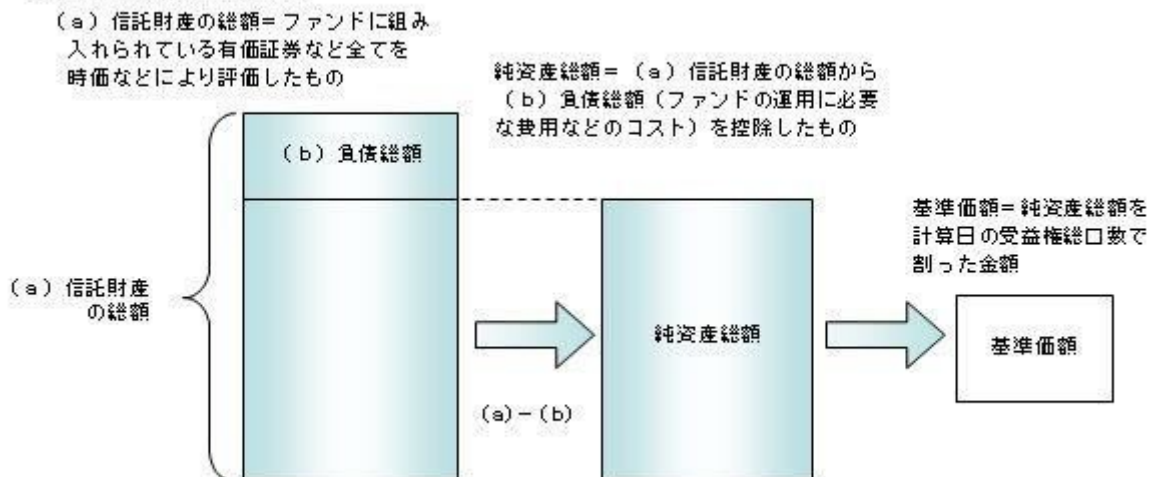 (a) 信託財産の総額=ファンドに組み
入れられている有価証券など全てを
時価などにより評価したもの
純資産総額= (a) 信託財産の総額から
(b) 負債総額(ファンドの運用に必要
な費用などのコスト)を控除したもの
(b) 負債総額
基準価額=純資産総額を
計算日の受益権総口数で
割った金額
(a) 信託財産
の総額
純資産総額
基準価額
(a)-(b)